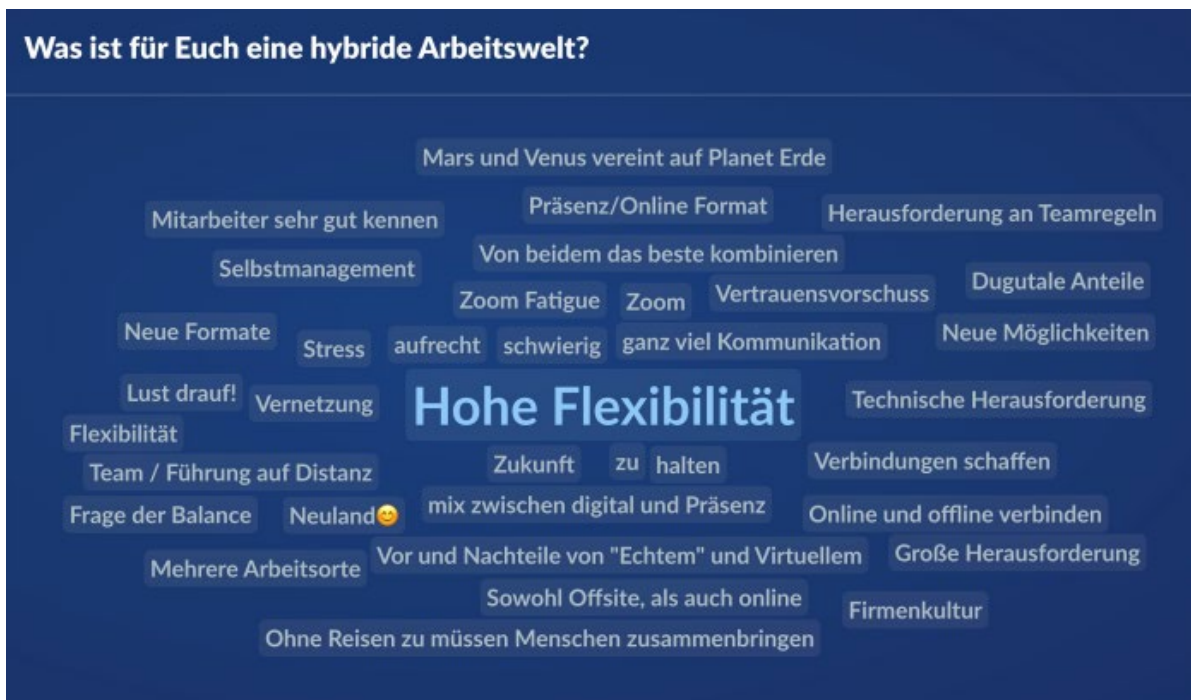 Was ist für Euch eine hybride Arbeitswelt?
Mars und Venus vereint auf Planet Erde
Mitarbeiter sehr gut kennen
Präsenz/Online Format
Herausforderung an Teamregeln
Selbstmanagement
Von beidem das beste kombinieren
Dugutale Anteile
Zoom Fatigue
Zoom
Vertrauensvorschuss
Neue Formate
Stress
aufrecht
schwierig
ganz viel Kommunikation
Neue Möglichkeiten
Lust drauf!
Vernetzung
Hohe Flexibilität
Technische Herausforderung
Flexibilität
Team / Führung auf Distanz
Zukunft
zu
halten
Verbindungen schaffen
Frage der Balance
Neuland😊
mix zwischen digital und Präsenz
Online und offline verbinden
Mehrere Arbeitsorte
Vor und Nachteile von "Echtem" und Virtuellem
Große Herausforderung
Sowohl Offsite, als auch online
Firmenkultur
Ohne Reisen zu müssen Menschen zusammenbringen